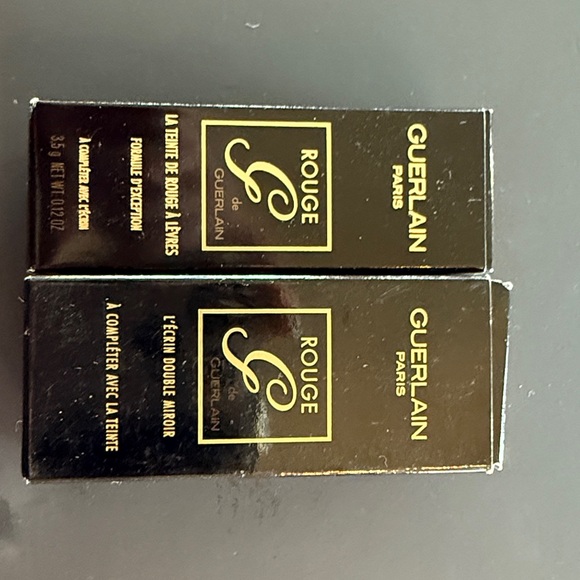 GUERLAIN
PARIS
ROUGE
G
de
GUERLAIN
LA TEINTE DE ROUGE À LÈVRES
FORMULE D'EXCEPTION
À COMPLÉTER AVEC L'ÉCRIN
3.5 g NET WT. 0.12 OZ
GUERLAIN
PARIS
ROUGE
G
de
GUERLAIN
L'ÉCRIN DOUBLE MIROIR
À COMPLÉTER AVEC LA TEINTE